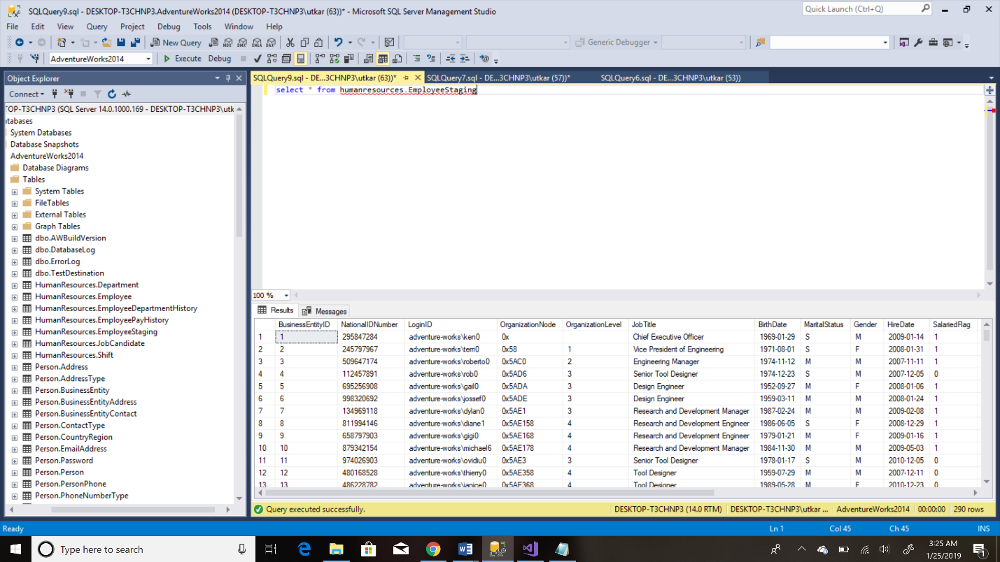 SQLQuery9.sql - DESKTOP-T3CHNP3.AdventureWorks2014 (DESKTOP-T3CHNP3\utkar (63))* - Microsoft SQL Server Management Studio
Quick Launch (Ctrl+Q)
File Edit View Query Project Debug Tools Window Help
New Query
MDX DMX XMLA DAX
Generic Debugger
AdventureWorks2014 Execute Debug
Object Explorer
Connect
TOP-T3CHNP3 (SQL Server 14.0.1000.169 - DESKTOP-T3CHNP3\utk
tabases
System Databases
Database Snapshots
AdventureWorks2014
Database Diagrams
Tables
System Tables
FileTables
External Tables
Graph Tables
dbo.AWBuildVersion
dbo.DatabaseLog
dbo.ErrorLog
dbo.TestDestination
HumanResources.Department
HumanResources.Employee
HumanResources.EmployeeDepartmentHistory
HumanResources.EmployeePayHistory
HumanResources.EmployeeStaging
HumanResources.JobCandidate
HumanResources.Shift
Person.Address
Person.AddressType
Person.BusinessEntity
Person.BusinessEntityAddress
Person.BusinessEntityContact
Person.ContactType
Person.CountryRegion
Person.EmailAddress
Person.Password
Person.Person
Person.PersonPhone
Person.PhoneNumberType
SQLQuery9.sql - DE...3CHNP3\utkar (63))* SQLQuery7.sql - DE...3CHNP3\utkar (57))* SQLQuery6.sql - DE...3CHNP3\utkar (53))
select * from humanresources.EmployeeStaging
100 %
Results Messages
BusinessEntityID NationalIDNumber LoginID OrganizationNode OrganizationLevel JobTitle BirthDate MaritalStatus Gender HireDate SalariedFlag
1 1 295847284 adventure-works\ken0 0x Chief Executive Officer 1969-01-29 S M 2009-01-14 1
2 2 245797967 adventure-works\terri0 0x58 1 Vice President of Engineering 1971-08-01 S F 2008-01-31 1
3 3 509647174 adventure-works\roberto0 0x5AC0 2 Engineering Manager 1974-11-12 M M 2007-11-11 1
4 4 112457891 adventure-works\rob0 0x5AD6 3 Senior Tool Designer 1974-12-23 S M 2007-12-05 0
5 5 695256908 adventure-works\gail0 0x5ADA 3 Design Engineer 1952-09-27 M F 2008-01-06 1
6 6 998320692 adventure-works\jossef0 0x5ADE 3 Design Engineer 1959-03-11 M M 2008-01-24 1
7 7 134969118 adventure-works\dylan0 0x5AE1 3 Research and Development Manager 1987-02-24 M M 2009-02-08 1
8 8 811994146 adventure-works\diane1 0x5AE158 4 Research and Development Engineer 1986-06-05 S F 2008-12-29 1
9 9 658797903 adventure-works\gigi0 0x5AE168 4 Research and Development Engineer 1979-01-21 M F 2009-01-16 1
10 10 879342154 adventure-works\michael6 0x5AE178 4 Research and Development Manager 1984-11-30 M M 2009-05-03 1
11 11 974026903 adventure-works\ovidiu0 0x5AE3 3 Senior Tool Designer 1978-01-17 S M 2010-12-05 0
12 12 480168528 adventure-works\thierry0 0x5AE358 4 Tool Designer 1959-07-29 M M 2007-12-11 0
13 13 486228782 adventure-works\janice0 0x5AE368 4 Tool Designer 1989-05-28 M F 2010-12-23 0
Query executed successfully. DESKTOP-T3CHNP3 (14.0 RTM) DESKTOP-T3CHNP3\utkar ... AdventureWorks2014 00:00:00 290 rows
Ready Ln 1 Col 45 Ch 45 INS
Type here to search
3:25 AM
1/25/2019
1